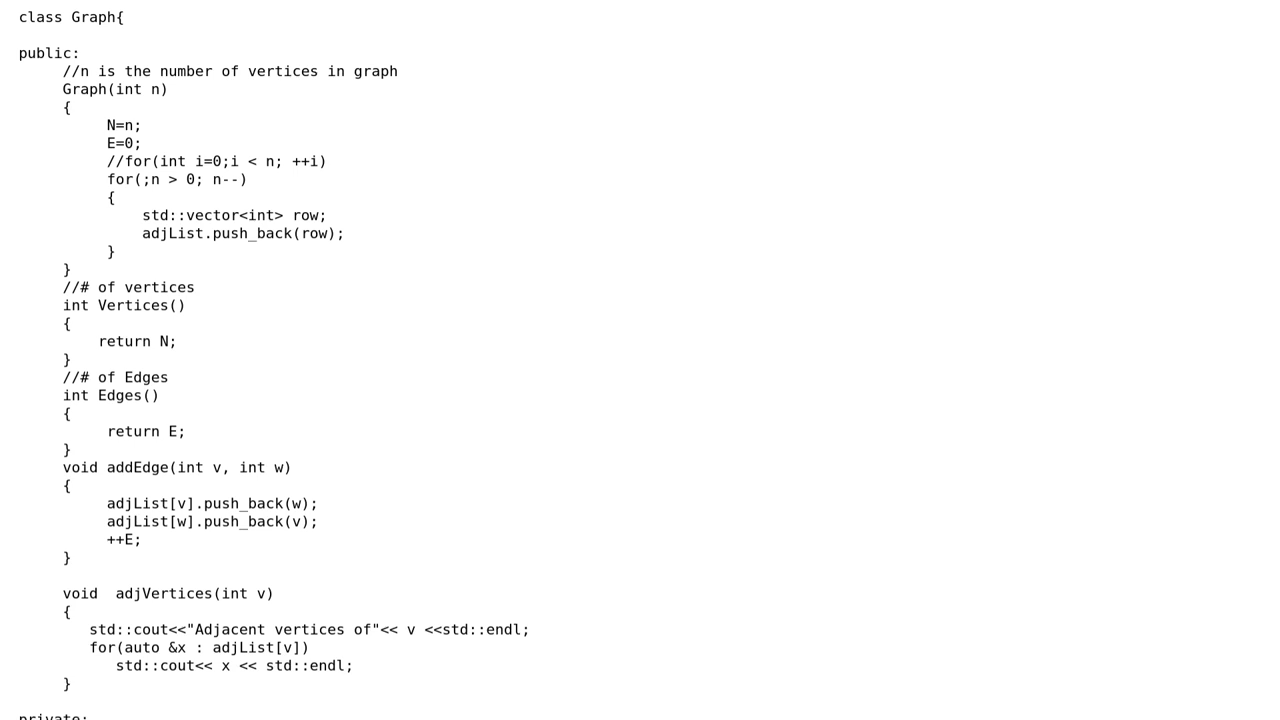 class Graph{
public:
//n is the number of vertices in graph
Graph(int n)
{
N=n;
E=0;
//for(int i=0;i < n; ++i)
for(;n > 0; n--)
{
std::vector<int> row;
adjList.push_back(row);
}
}
//# of vertices
int Vertices()
{
return N;
}
//# of Edges
int Edges()
{
return E;
}
void addEdge(int v, int w)
{
adjList[v].push_back(w);
adjList[w].push_back(v);
++E;
}
void  adjVertices(int v)
{
std::cout<<"Adjacent vertices of"<< v <<std::endl;
for(auto &x : adjList[v])
std::cout<< x << std::endl;
}
private: